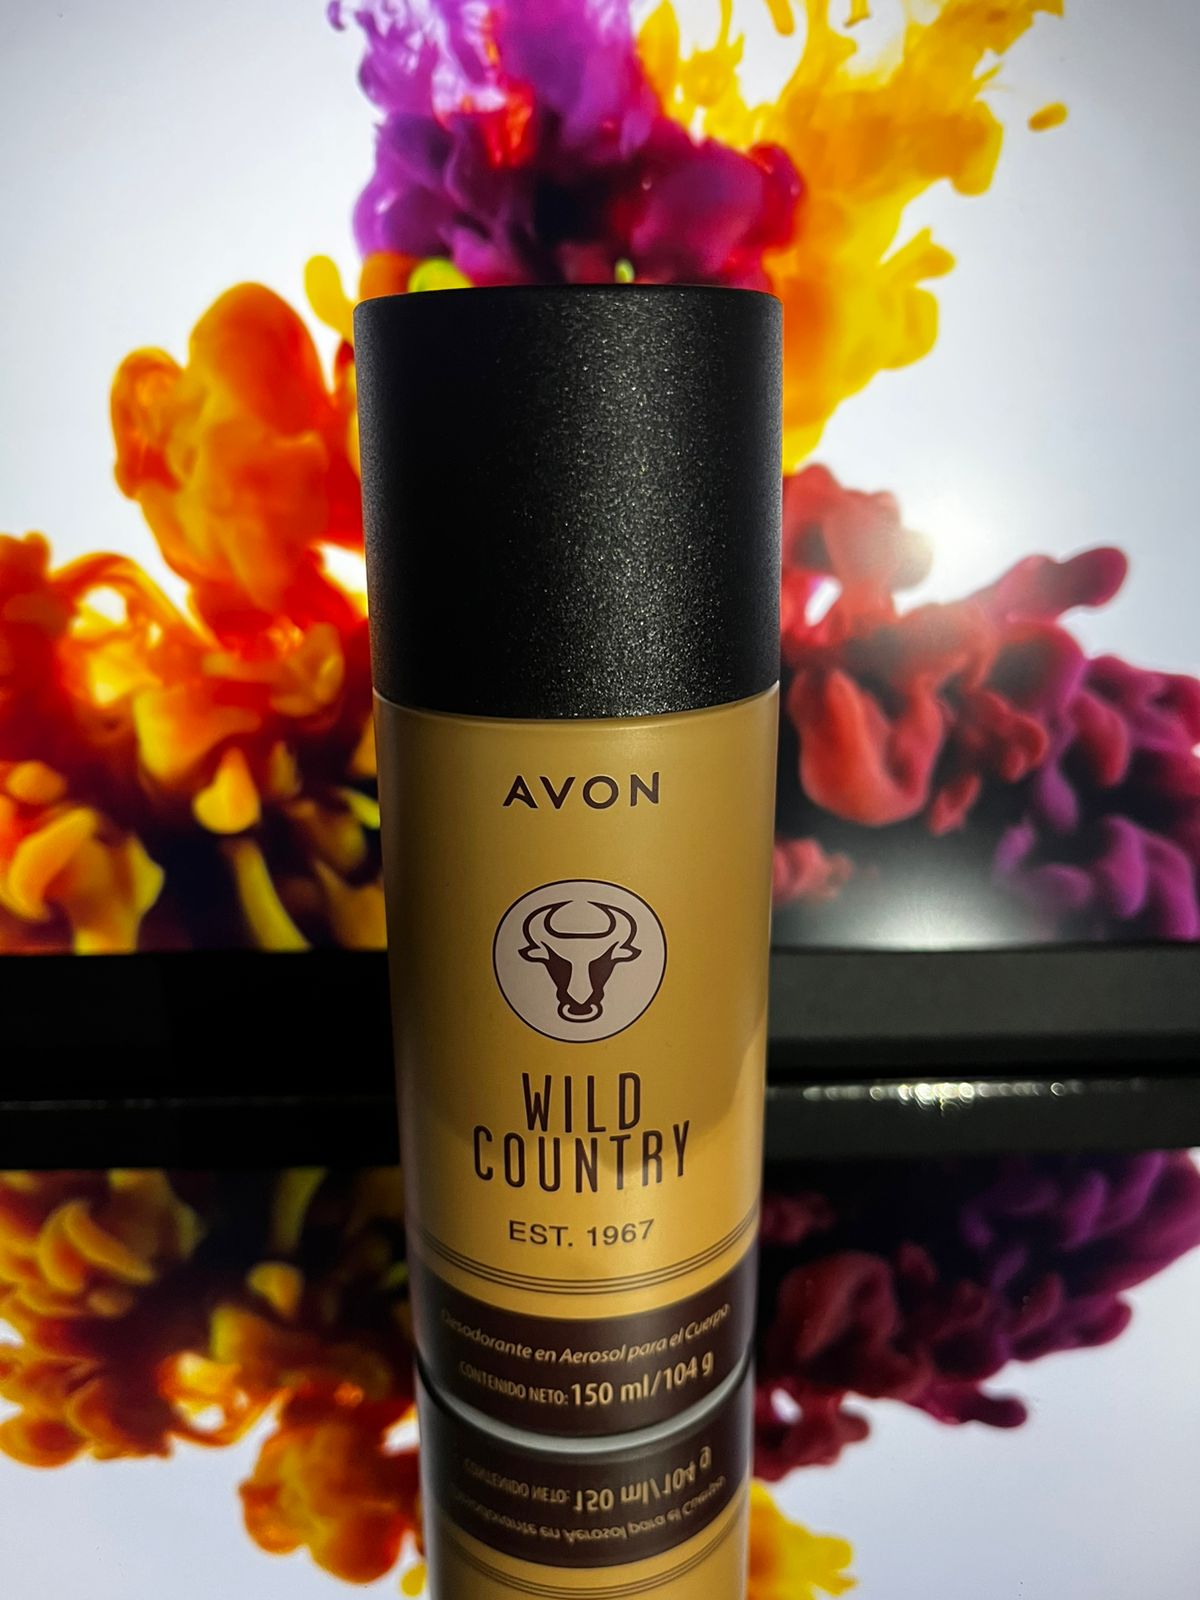 AVON
WILD
COUNTRY
EST. 1967
Desodorante en Aerosol para el Cuerpo
CONTENIDO NETO: 150 ml/104 g